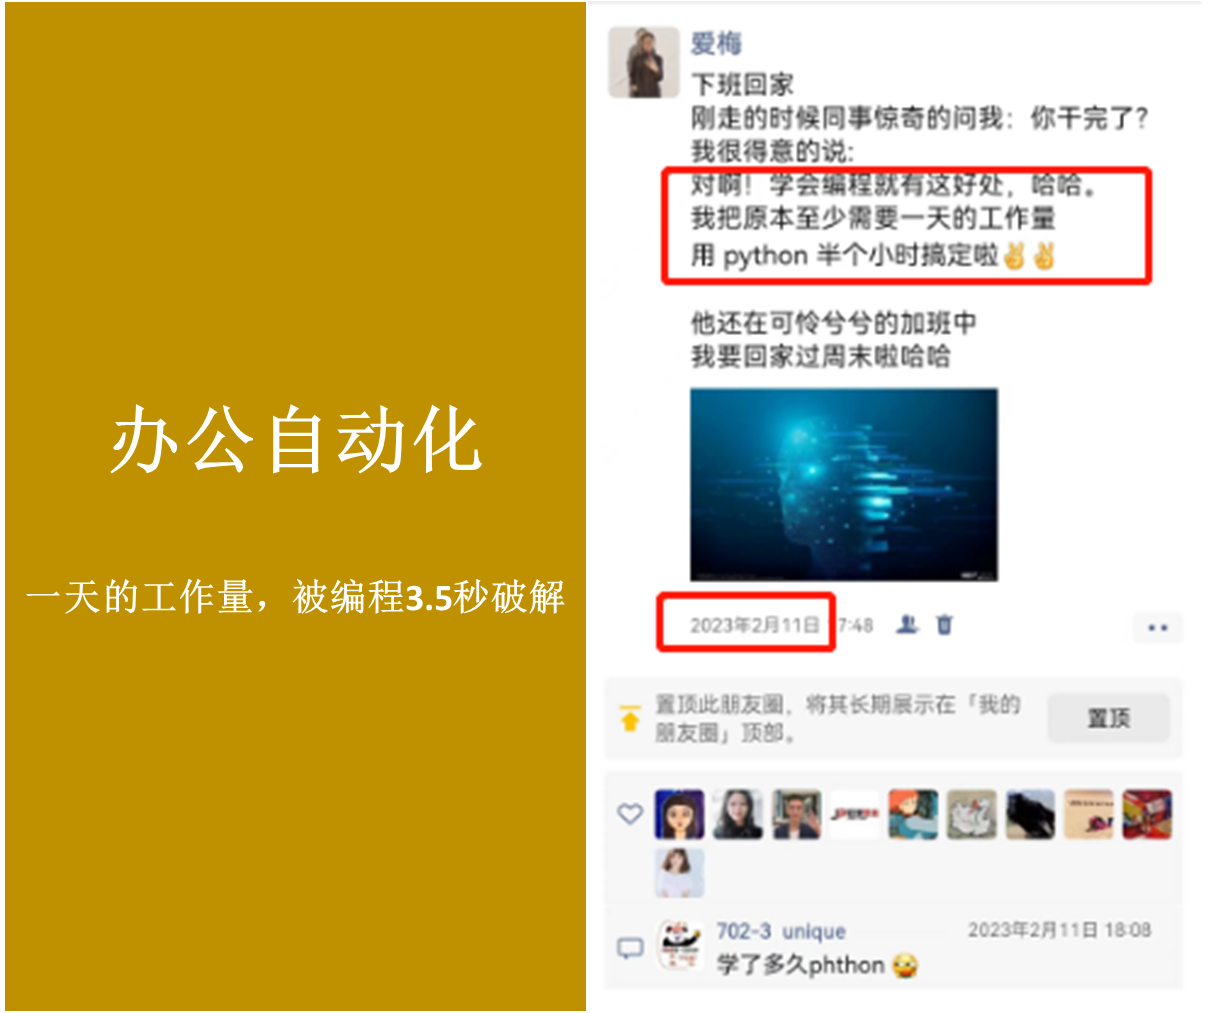 办公自动化
一天的工作量，被编程3.5秒破解
爱梅
下班回家
刚走的时候同事惊奇的问我：你干完了？
我很得意的说:
对啊！学会编程就有这好处，哈哈。
我把原本至少需要一天的工作量
用 python 半个小时搞定啦✌✌
他还在可怜兮兮的加班中
我要回家过周末啦哈哈
2023年2月11日 17:48
置顶此朋友圈，将其长期展示在「我的
朋友圈」顶部。
置顶
702-3 unique
2023年2月11日 18:08
学了多久phthon